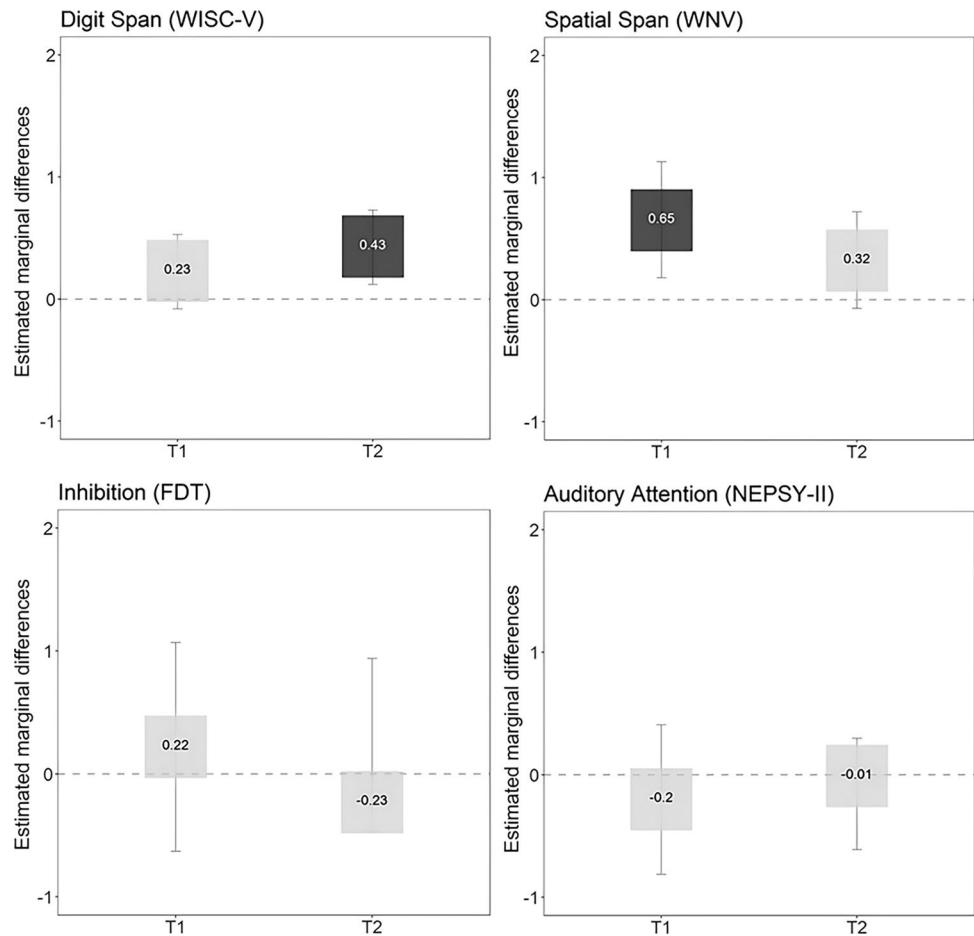 Digit Span (WISC-V)
Estimated marginal differences
2
1
0
-1
0.23
0.43
T1
T2
Spatial Span (WNV)
Estimated marginal differences
2
1
0
-1
0.65
0.32
T1
T2
Inhibition (FDT)
Estimated marginal differences
2
1
0
-1
0.22
-0.23
T1
T2
Auditory Attention (NEPSY-II)
Estimated marginal differences
2
1
0
-1
-0.2
-0.01
T1
T2